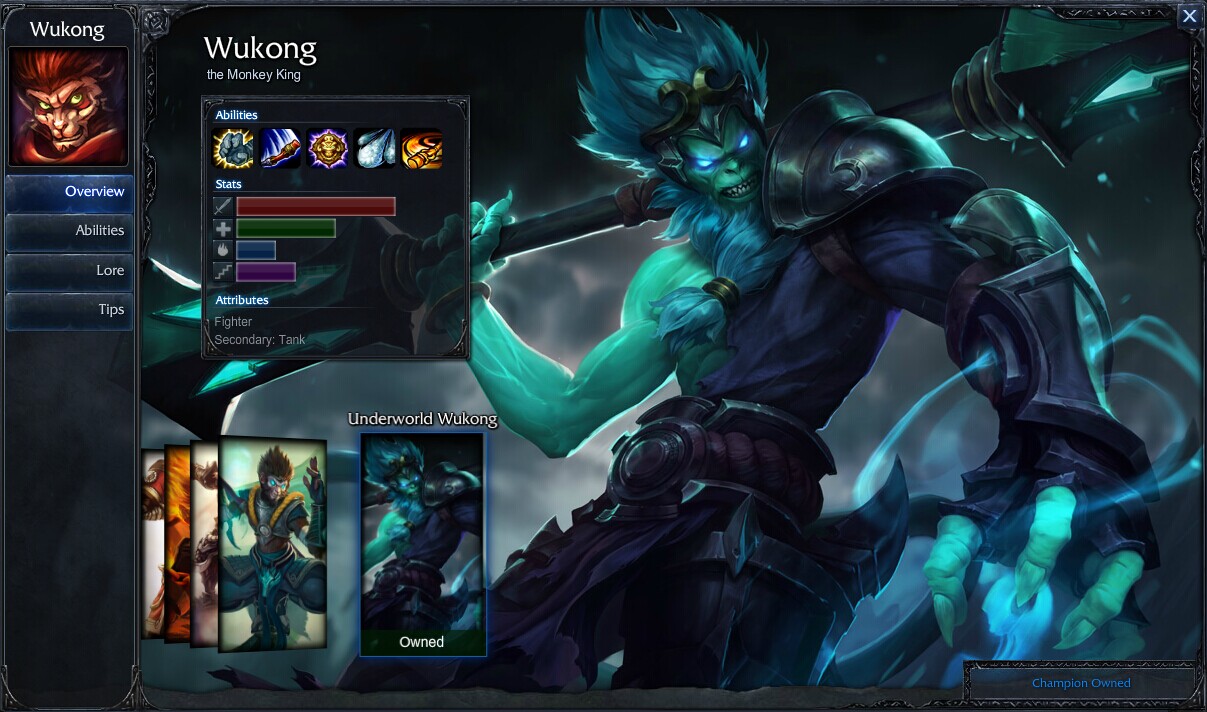 Wukong
Overview
Abilities
Lore
Tips
Wukong
the Monkey King
Abilities
Stats
Attributes
Fighter
Secondary: Tank
Underworld Wukong
Owned
Champion Owned